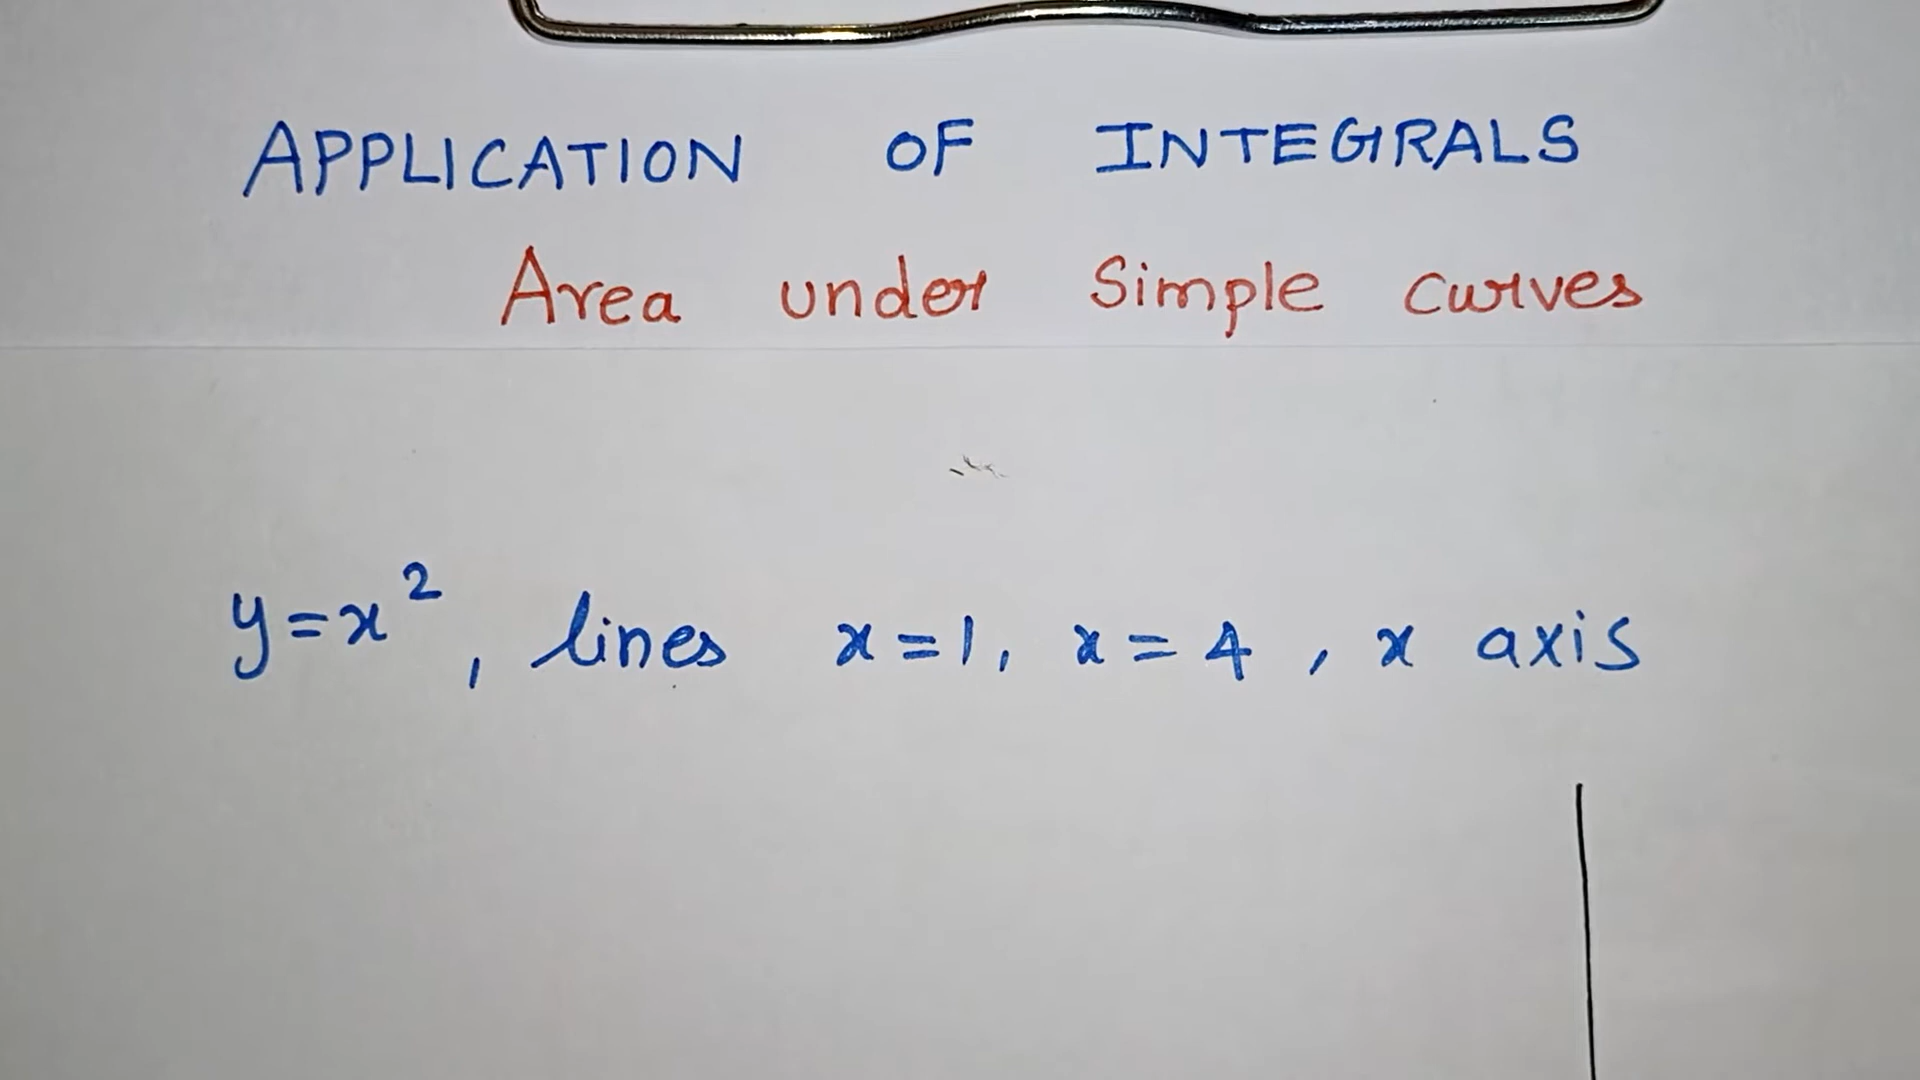 APPLICATION OF INTEGRALS
Area under Simple curves
y=x², lines x=1, x=4, x axis